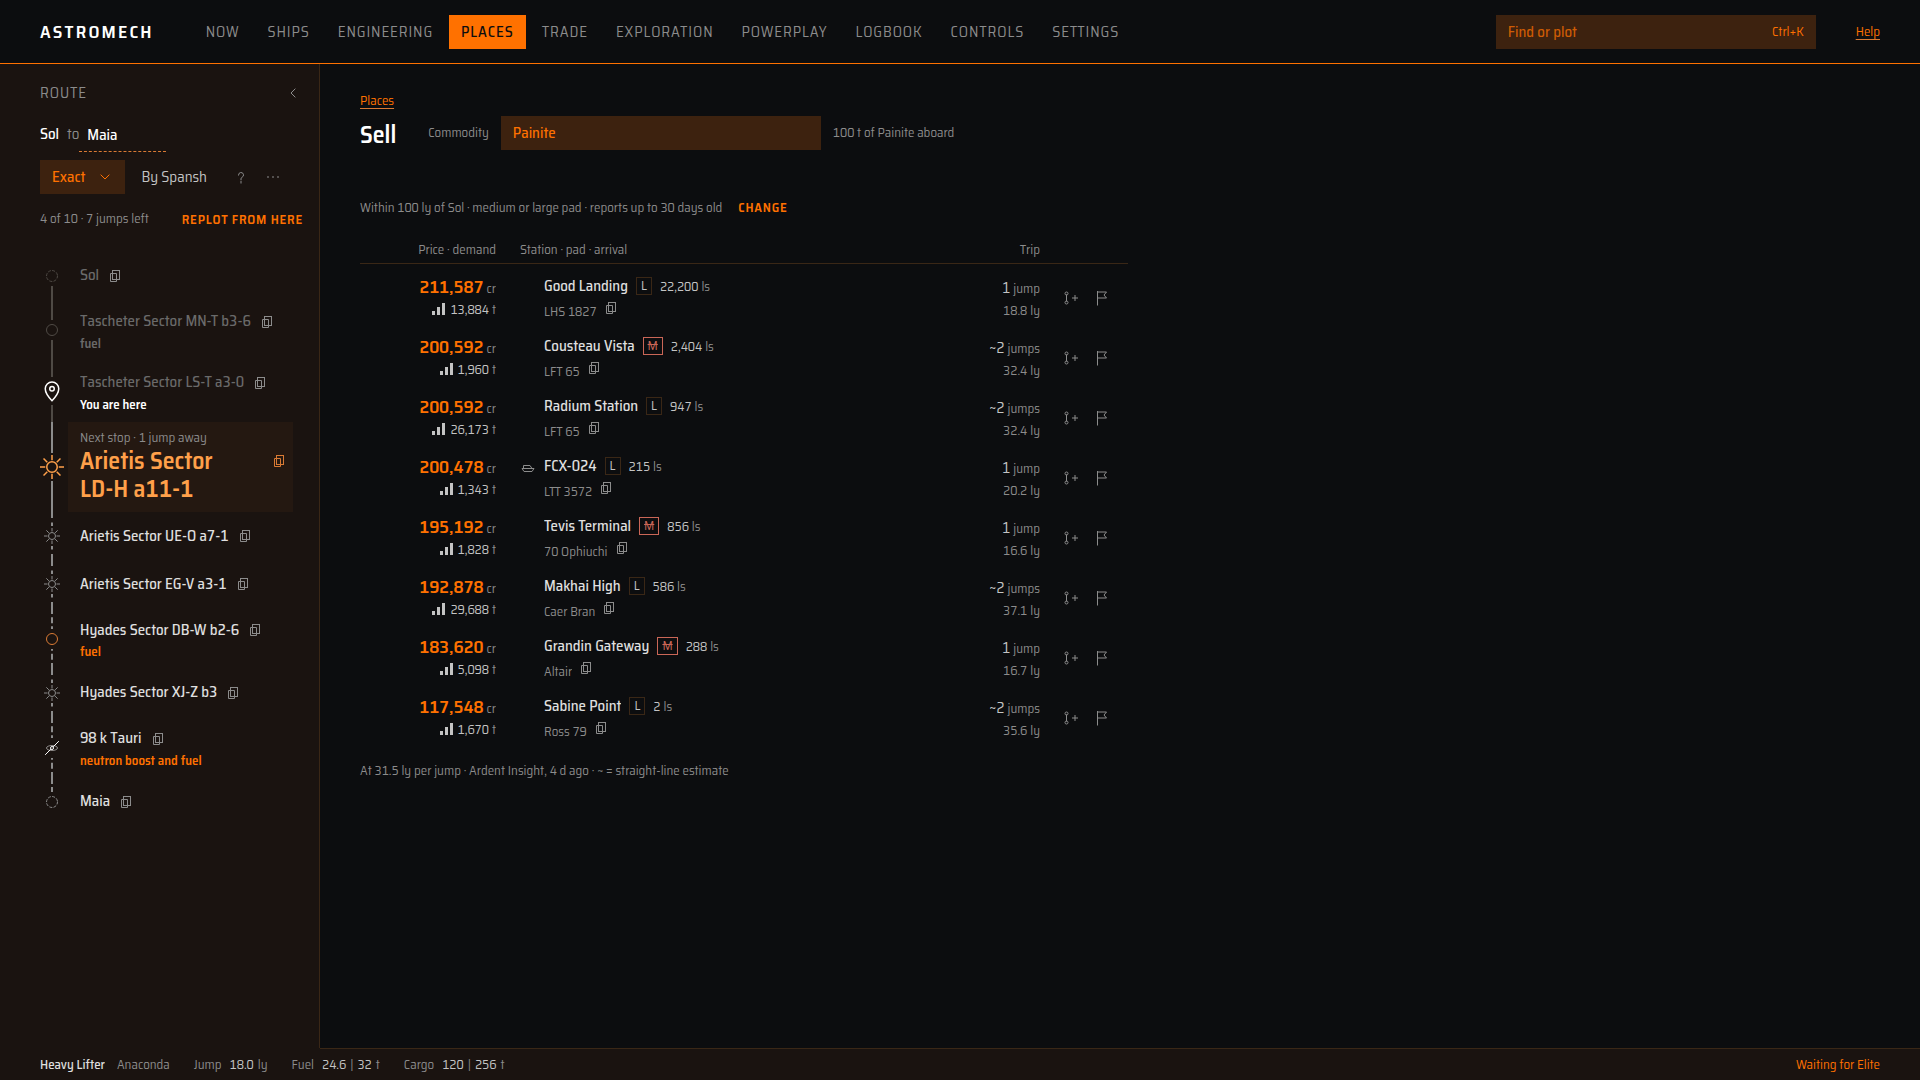 ASTROMECH
NOW SHIPS ENGINEERING PLACES TRADE EXPLORATION POWERPLAY LOGBOOK CONTROLS SETTINGS
Find or plot Ctrl+K
Help
ROUTE
Sol to Maia
Exact By Spansh ? ···
4 of 10 · 7 jumps left REPLOT FROM HERE
Sol
Tascheter Sector MN-T b3-6
fuel
Tascheter Sector LS-T a3-0
You are here
Next stop · 1 jump away
Arietis Sector
LD-H a11-1
Arietis Sector UE-O a7-1
Arietis Sector EG-V a3-1
Hyades Sector DB-W b2-6
fuel
Hyades Sector XJ-Z b3
98 k Tauri
neutron boost and fuel
Maia
Places
Sell Commodity Painite 100 t of Painite aboard
Within 100 ly of Sol · medium or large pad · reports up to 30 days old CHANGE
Price · demand Station · pad · arrival Trip
211,587 cr Good Landing L 22,200 ls 1 jump
13,884 t LHS 1827 18.8 ly
200,592 cr Cousteau Vista M 2,404 ls ~2 jumps
1,960 t LFT 65 32.4 ly
200,592 cr Radium Station L 947 ls ~2 jumps
26,173 t LFT 65 32.4 ly
200,478 cr FCX-024 L 215 ls 1 jump
1,343 t LTT 3572 20.2 ly
195,192 cr Tevis Terminal M 856 ls 1 jump
1,828 t 70 Ophiuchi 16.6 ly
192,878 cr Makhai High L 586 ls ~2 jumps
29,688 t Caer Bran 37.1 ly
183,620 cr Grandin Gateway M 288 ls 1 jump
5,098 t Altair 16.7 ly
117,548 cr Sabine Point L 2 ls ~2 jumps
1,670 t Ross 79 35.6 ly
At 31.5 ly per jump · Ardent Insight, 4 d ago · ~ = straight-line estimate
Heavy Lifter Anaconda Jump 18.0 ly Fuel 24.6 | 32 t Cargo 120 | 256 t
Waiting for Elite